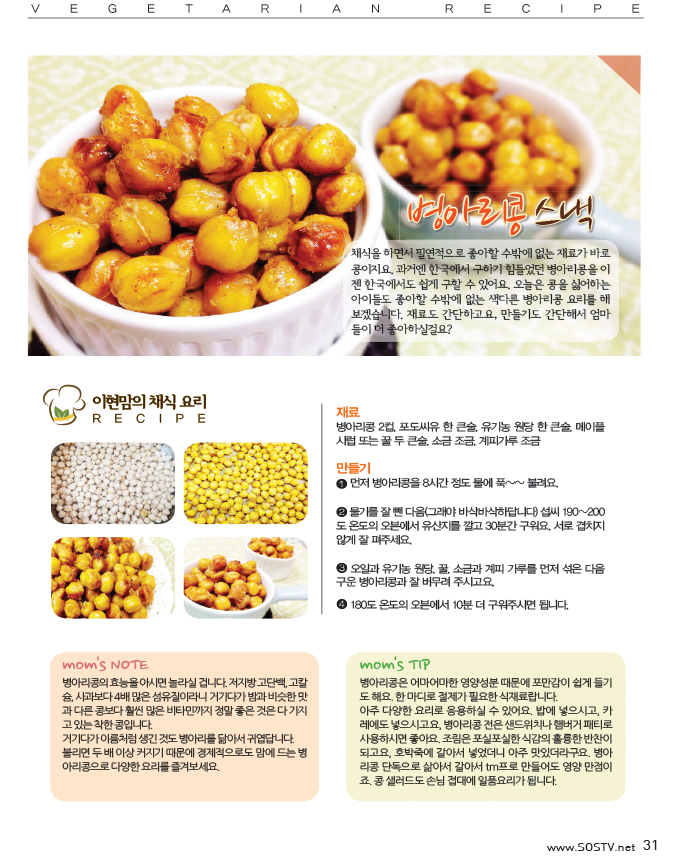 VEGETARIAN RECIPE
병아리콩 스낵
채식을 하면서 필연적으로 좋아할 수밖에 없는 재료가 바로
콩이지요. 과거엔 한국에서 구하기 힘들었던 병아리콩을 이
젠 한국에서도 쉽게 구할 수 있어요. 오늘은 콩을 싫어하는
아이들도 좋아할 수밖에 없는 색다른 병아리콩 요리를 해
보겠습니다. 재료도 간단하고요, 만들기도 간단해서 엄마
들이 더 좋아하실걸요?
이현맘의 채식 요리
RECIPE
재료
병아리콩 2컵, 포도씨유 한 큰술, 유기농 원당 한 큰술, 메이플
시럽 또는 꿀 두 큰술, 소금 조금, 계피가루 조금
만들기
❶ 먼저 병아리콩을 8시간 정도 물에 푹~~ 불려요.
❷ 물기를 잘 뺀 다음(그래야 바삭바삭하답니다) 섭씨 190~200
도 온도의 오븐에서 유산지를 깔고 30분간 구워요. 서로 겹치지
않게 잘 펴주세요.
❸ 오일과 유기농 원당, 꿀, 소금과 계피 가루를 먼저 섞은 다음
구운 병아리콩과 잘 버무려 주시고요.
❹ 180도 온도의 오븐에서 10분 더 구워주시면 됩니다.
mom's NOTE
병아리콩의 효능을 아시면 놀라실 겁니다. 저지방 고단백, 고칼
슘, 사과보다 4배 많은 섬유질이라니 거기다가 밤과 비슷한 맛
과 다른 콩보다 훨씬 많은 비타민까지 정말 좋은 것은 다 가지
고 있는 착한 콩입니다.
거기다가 이름처럼 생긴 것도 병아리를 닮아서 귀엽답니다.
불리면 두 배 이상 커지기 때문에 경제적으로도 맘에 드는 병
아리콩으로 다양한 요리를 즐겨보세요.
mom's TIP
병아리콩은 어마어마한 영양성분 때문에 포만감이 쉽게 들기
도 해요. 한 마디로 절제가 필요한 식재료랍니다.
아주 다양한 요리로 응용하실 수 있어요. 밥에 넣으시고, 카
레에도 넣으시고요, 병아리콩 전은 샌드위치나 햄버거 패티로
사용하시면 좋아요. 조림은 포실포실한 식감의 훌륭한 반찬이
되고요, 호박죽에 갈아서 넣었더니 아주 맛있더라구요. 병아
리콩 단독으로 삶아서 갈아서 tm프로 만들어도 영양 만점이
죠. 콩 샐러드도 손님 접대에 일품요리가 됩니다.
www.SOSTV.net 31